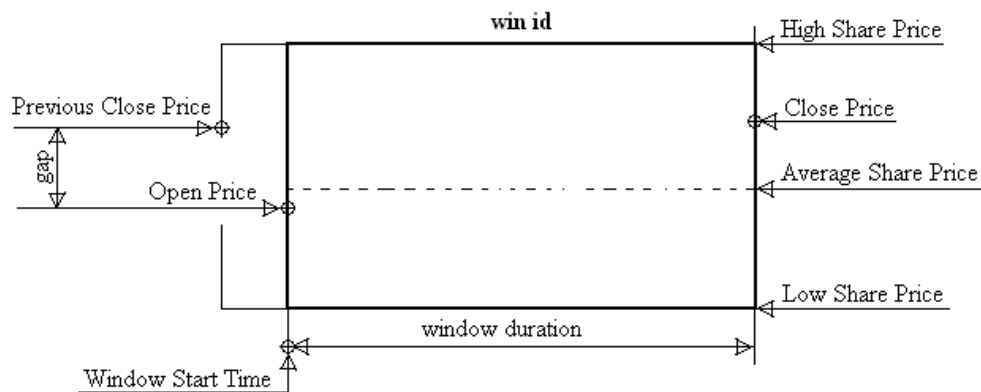 win id
High Share Price
Previous Close Price
Close Price
gap
Average Share Price
Open Price
Low Share Price
window duration
Window Start Time